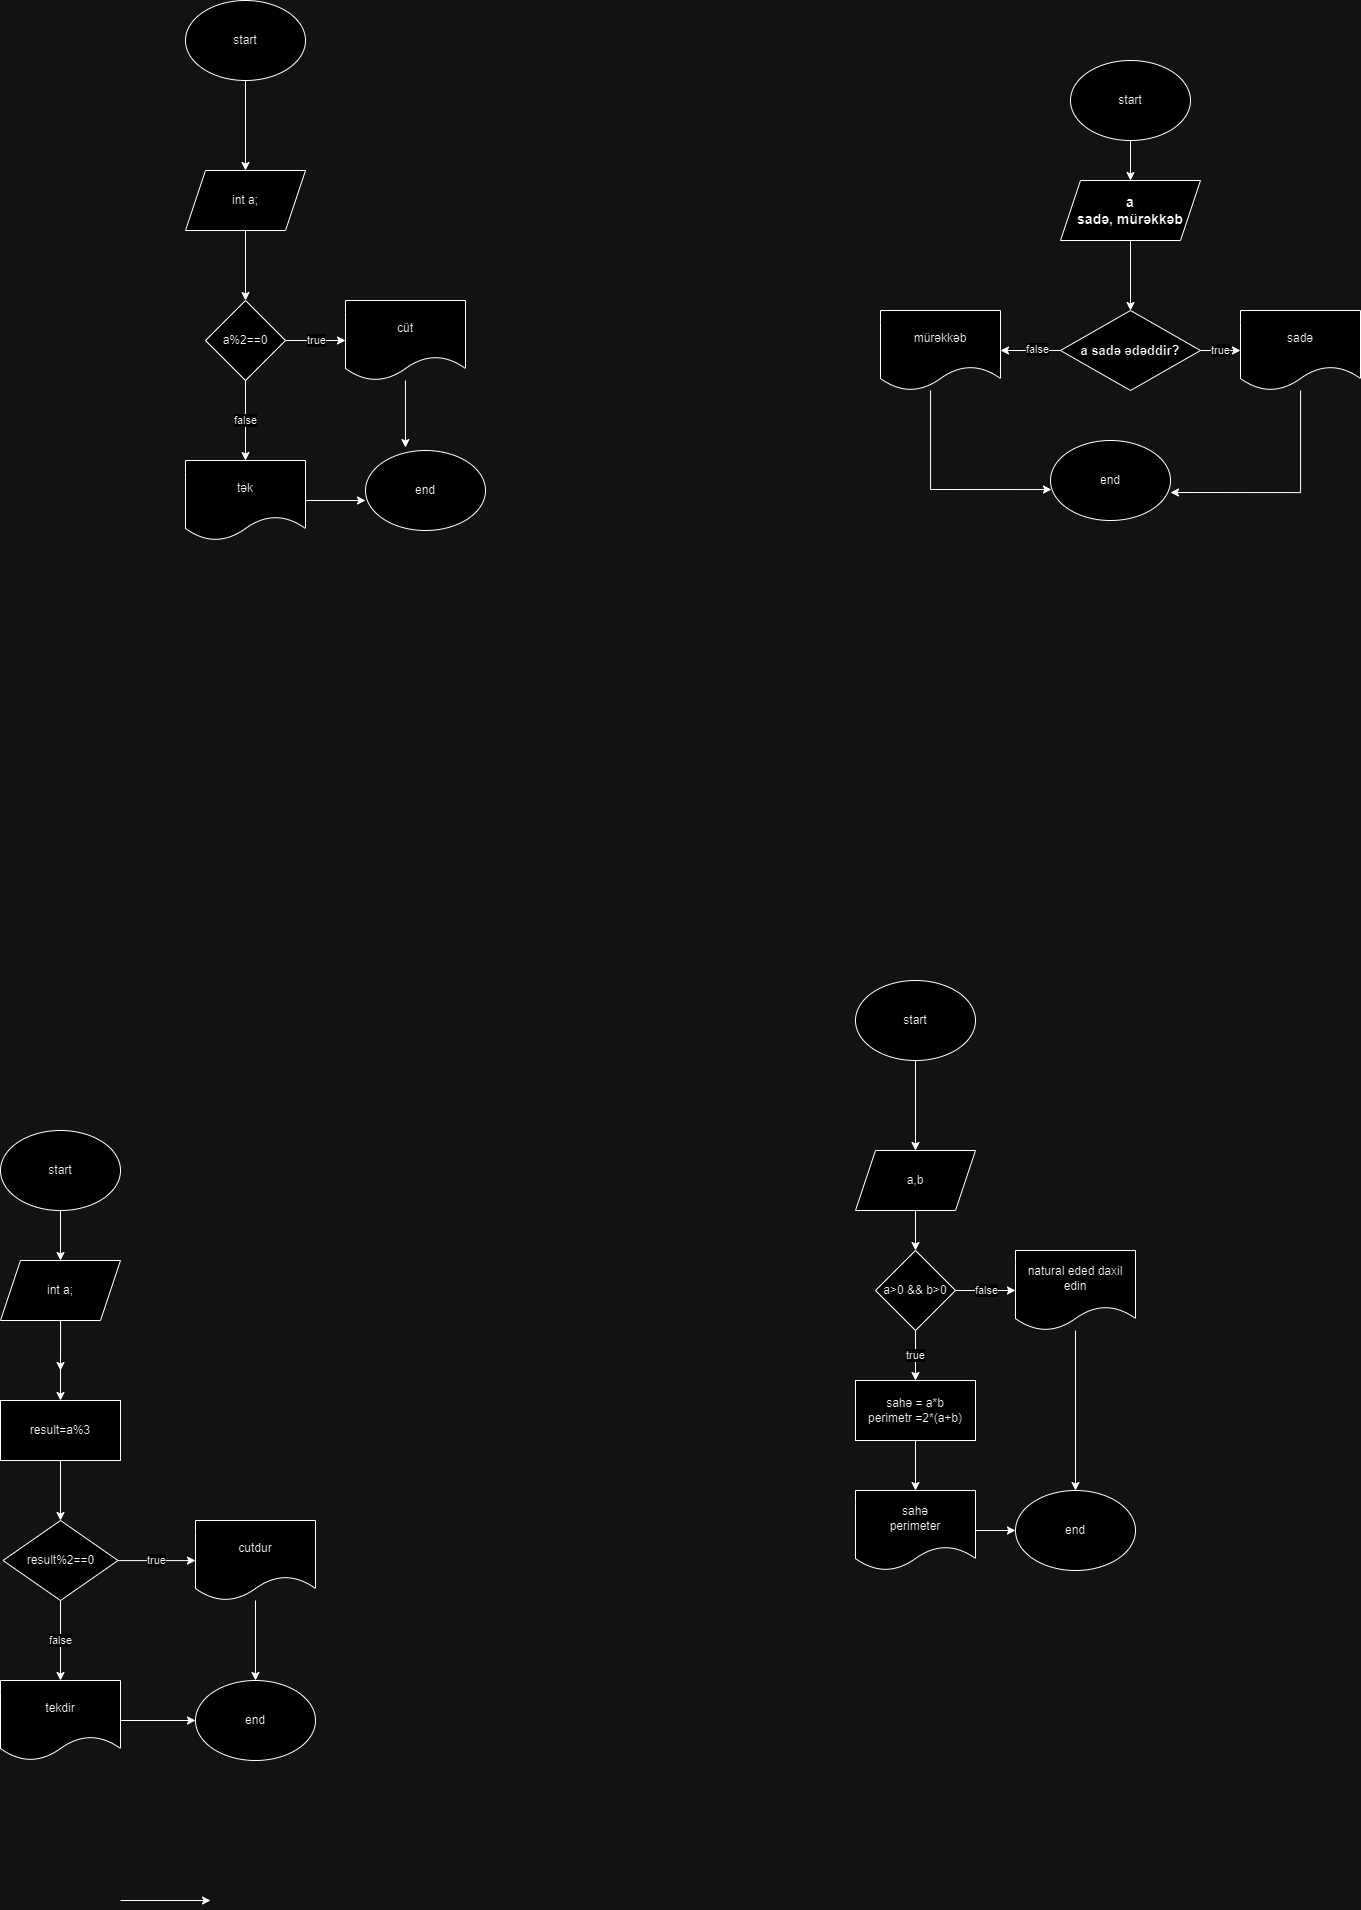 start
int a;
a%2==0
true
cüt
false
tək
end
start
a
sadə, mürəkkəb
mürəkkəb
false
a sadə ədəddir?
true
sadə
end
start
int a;
result=a%3
result%2==0
true
cutdur
false
tekdir
end
start
a,b
a>0 && b>0
false
natural eded daxil
edin
true
sahə = a*b
perimetr =2*(a+b)
sahə
perimeter
end